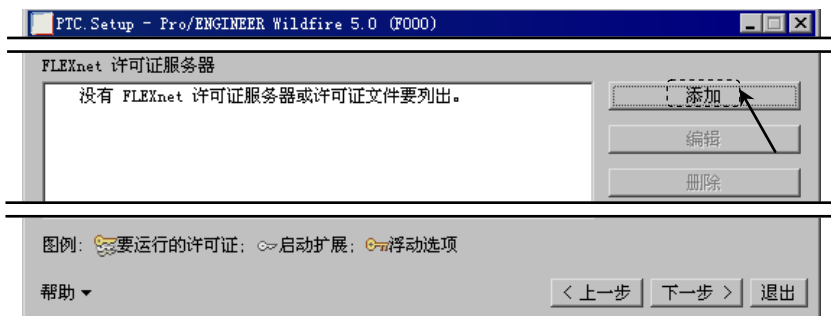 PTC.Setup - Pro/ENGINEER Wildfire 5.0 (F000)
FLEXnet 许可证服务器
没有 FLEXnet 许可证服务器或许可证文件要列出。
添加
编辑
删除
图例: 要运行的许可证; 启动扩展; 浮动选项
帮助
< 上一步 下一步 > 退出